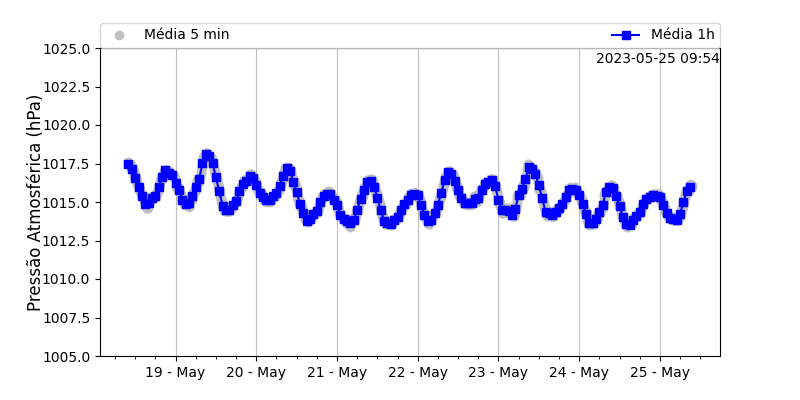 Média 5 min
Média 1h
2023-05-25 09:54
Pressão Atmosférica (hPa)
1025.0
1022.5
1020.0
1017.5
1015.0
1012.5
1010.0
1007.5
1005.0
19 - May
20 - May
21 - May
22 - May
23 - May
24 - May
25 - May